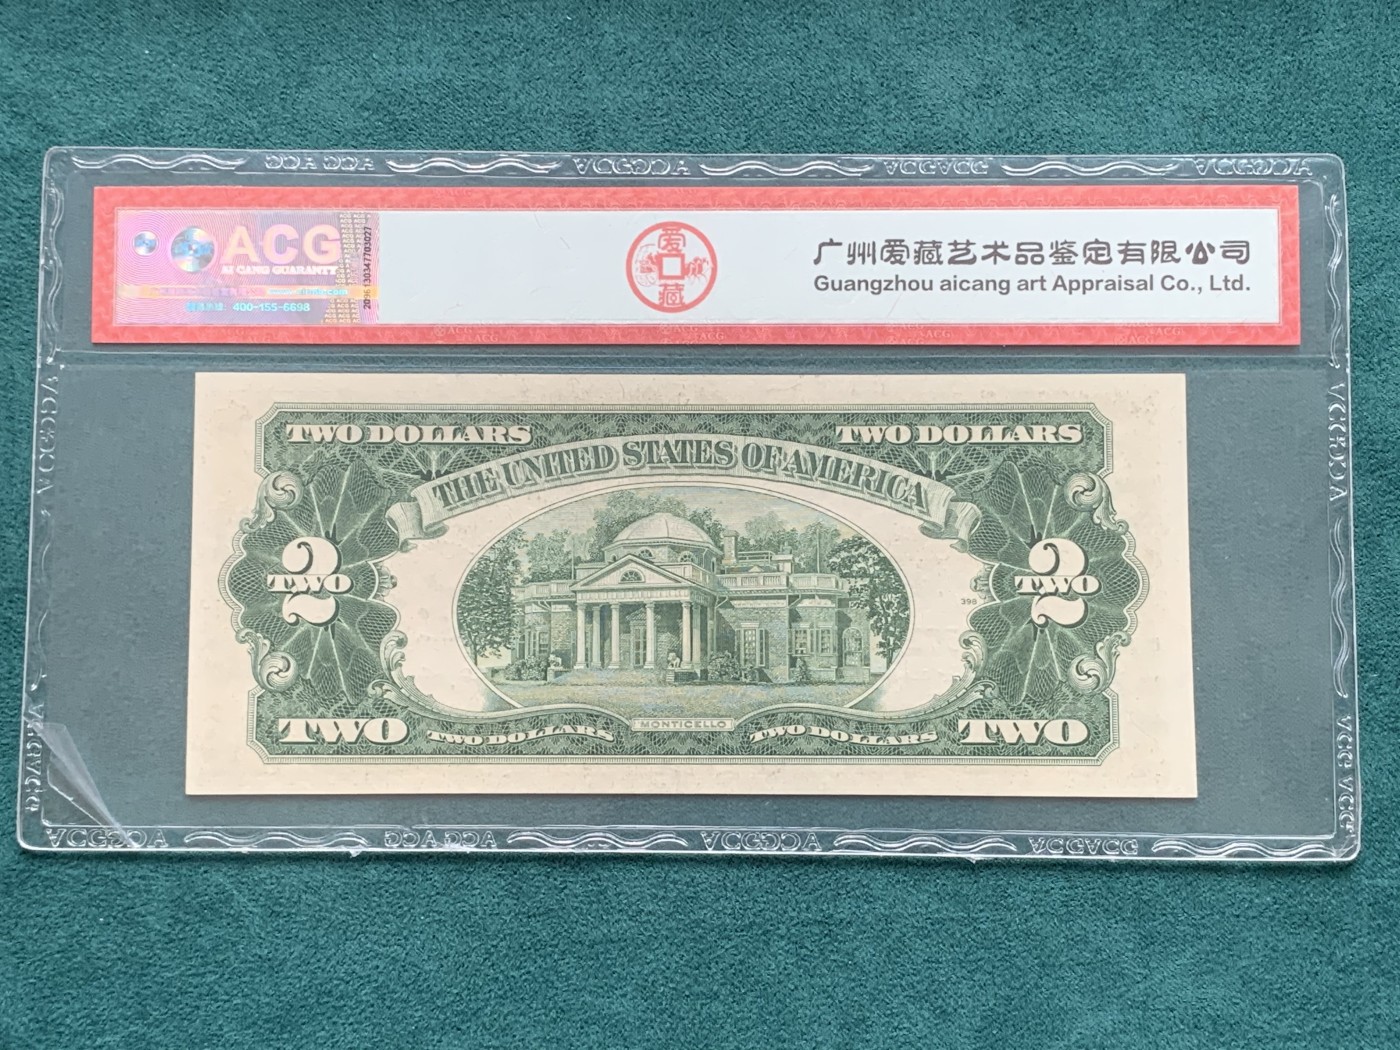 ACG
AI CANG GUARANTY
400-155-6698
爱藏
广州爱藏艺术品鉴定有限公司
Guangzhou aicang art Appraisal Co., Ltd.
TWO DOLLARS
TWO DOLLARS
THE UNITED STATES OF AMERICA
2
TWO
398
2
TWO
MONTICELLO
TWO
TWO DOLLARS
TWO DOLLARS
TWO